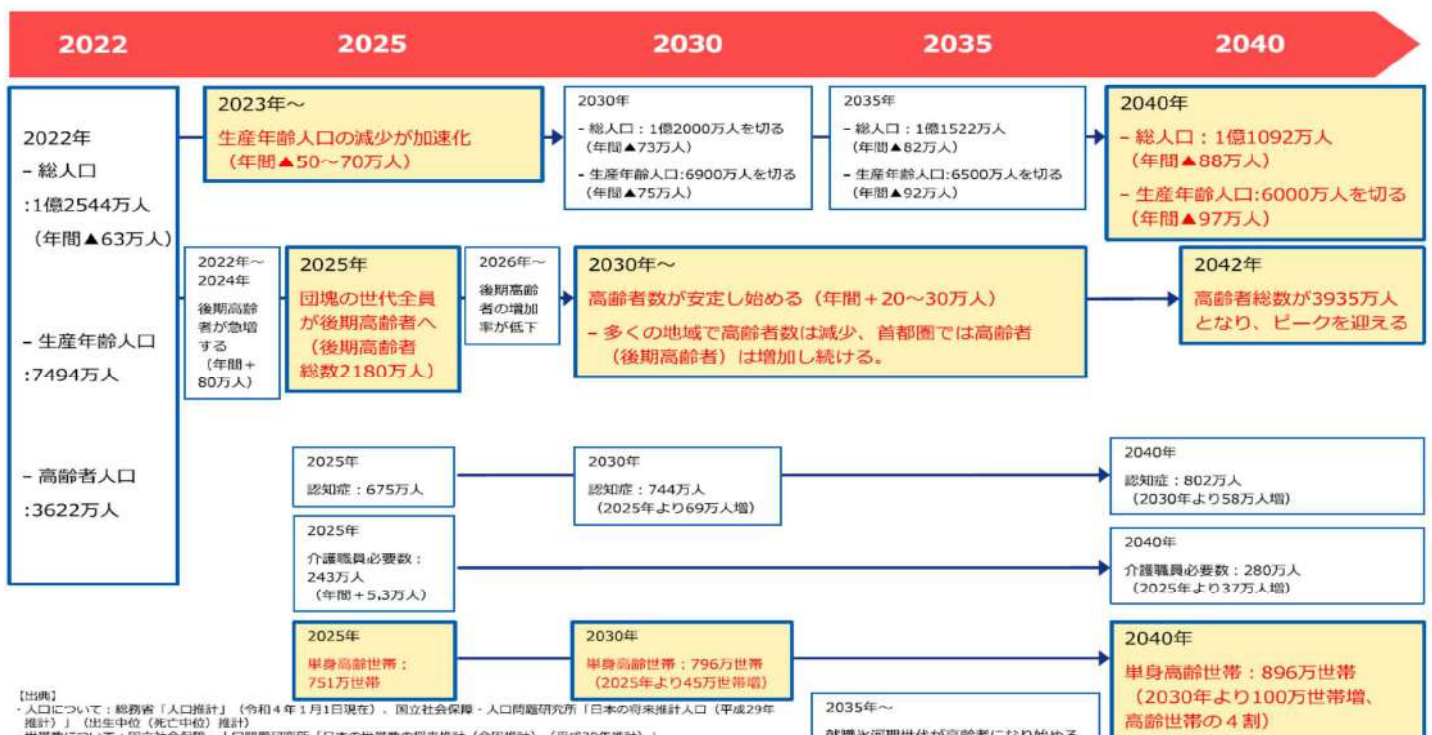 2022
2025
2030
2035
2040
2022年
– 総人口
:1億2544万人
（年間▲63万人）
– 生産年齢人口
:7494万人
– 高齢者人口
:3622万人
2023年～
生産年齢人口の減少が加速化
（年間▲50～70万人）
2030年
– 総人口：1億2000万人を切る
（年間▲73万人）
– 生産年齢人口:6900万人を切る
（年間▲75万人）
2035年
– 総人口：1億1522万人
（年間▲82万人）
– 生産年齢人口:6500万人を切る
（年間▲92万人）
2040年
– 総人口：1億1092万人
（年間▲88万人）
– 生産年齢人口:6000万人を切る
（年間▲97万人）
2022年～
2024年
後期高齢
者が急増
する
（年間＋
80万人）
2025年
団塊の世代全員
が後期高齢者へ
（後期高齢者
総数2180万人）
2026年～
後期高齢
者の増加
率が低下
2030年～
高齢者数が安定し始める（年間＋20～30万人）
– 多くの地域で高齢者数は減少、首都圏では高齢者
（後期高齢者）は増加し続ける。
2042年
高齢者総数が3935万人
となり、ピークを迎える
2025年
認知症：675万人
2030年
認知症：744万人
（2025年より69万人増）
2040年
認知症：802万人
（2030年より58万人増）
2025年
介護職員必要数：
243万人
（年間＋5.3万人）
2040年
介護職員必要数：280万人
（2025年より37万人増）
2025年
単身高齢世帯：
751万世帯
2030年
単身高齢世帯：796万世帯
（2025年より45万世帯増）
2040年
単身高齢世帯：896万世帯
（2030年より100万世帯増、
高齢世帯の４割）
2035年～
就職氷河期世代が高齢者になり始める
【出典】
・人口について：総務省「人口推計」（令和４年１月1日現在）、国立社会保障・人口問題研究所「日本の将来推計人口（平成29年
推計）」（出生中位（死亡中位）推計）